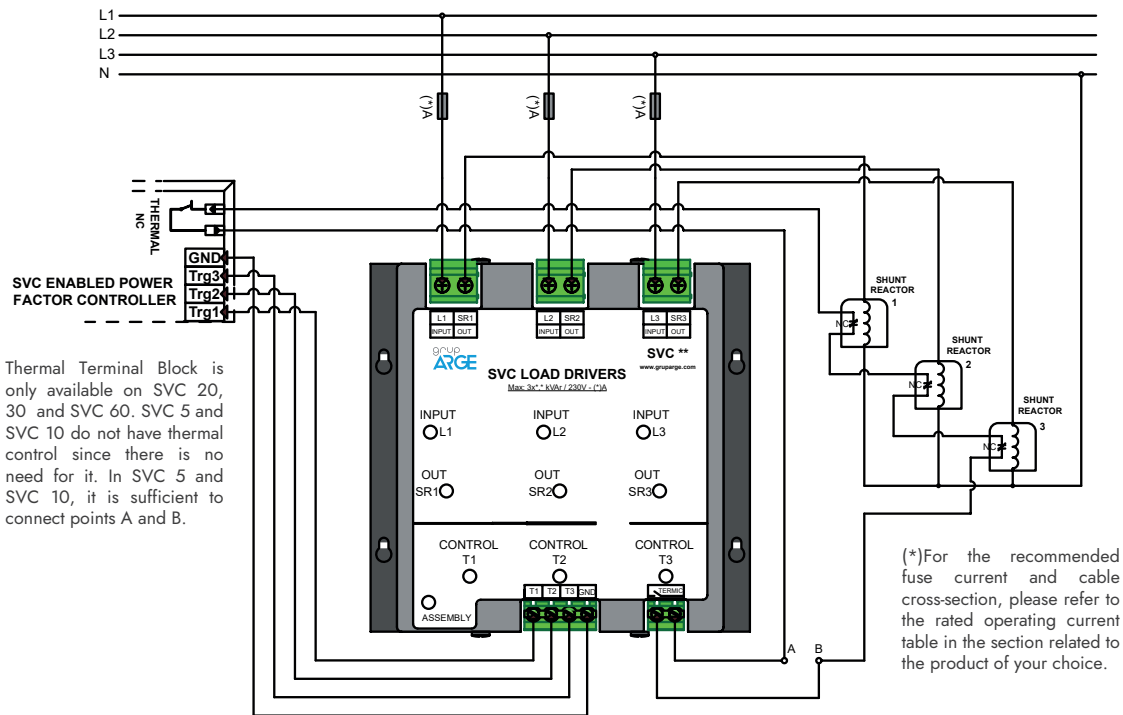 L1
L2
L3
N
(*)A
(*)A
(*)A
THERMAL
NC
GND
Trg3
Trg2
Trg1
SVC ENABLED POWER
FACTOR CONTROLLER
Thermal Terminal Block is
only available on SVC 20,
30 and SVC 60. SVC 5 and
SVC 10 do not have thermal
control since there is no
need for it. In SVC 5 and
SVC 10, it is sufficient to
connect points A and B.
L1 SR1
INPUT OUT
L2 SR2
INPUT OUT
L3 SR3
INPUT OUT
grup
ARGE
SVC **
www.gruparge.com
SVC LOAD DRIVERS
Max: 3x*,* kVAr / 230V - (*)A
INPUT
L1
INPUT
L2
INPUT
L3
OUT
SR1
OUT
SR2
OUT
SR3
CONTROL
T1
CONTROL
T2
CONTROL
T3
T1 T2 T3 GND
TERMIC
ASSEMBLY
SHUNT
REACTOR
1
NC
SHUNT
REACTOR
2
NC
SHUNT
REACTOR
3
NC
A
B
(*)For the recommended
fuse current and cable
cross-section, please refer to
the rated operating current
table in the section related to
the product of your choice.